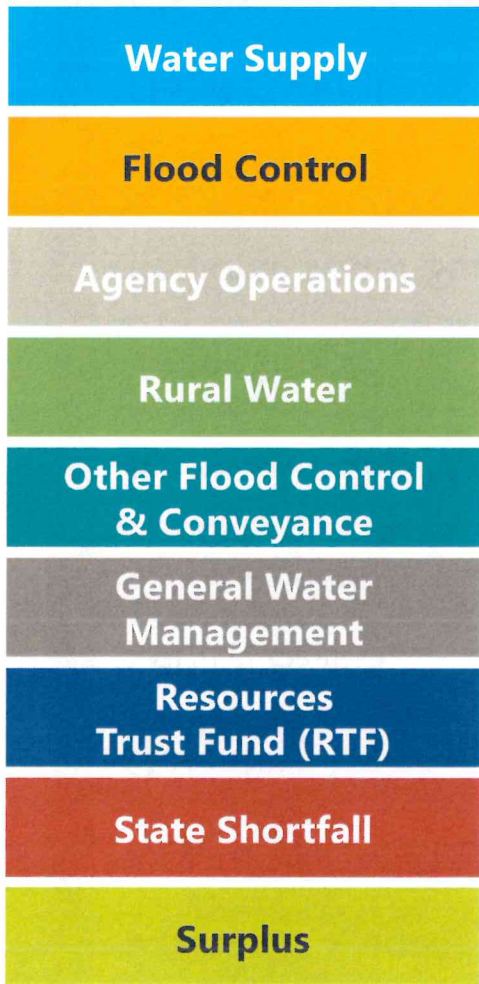 Water Supply
Flood Control
Agency Operations
Rural Water
Other Flood Control
& Conveyance
General Water
Management
Resources
Trust Fund (RTF)
State Shortfall
Surplus